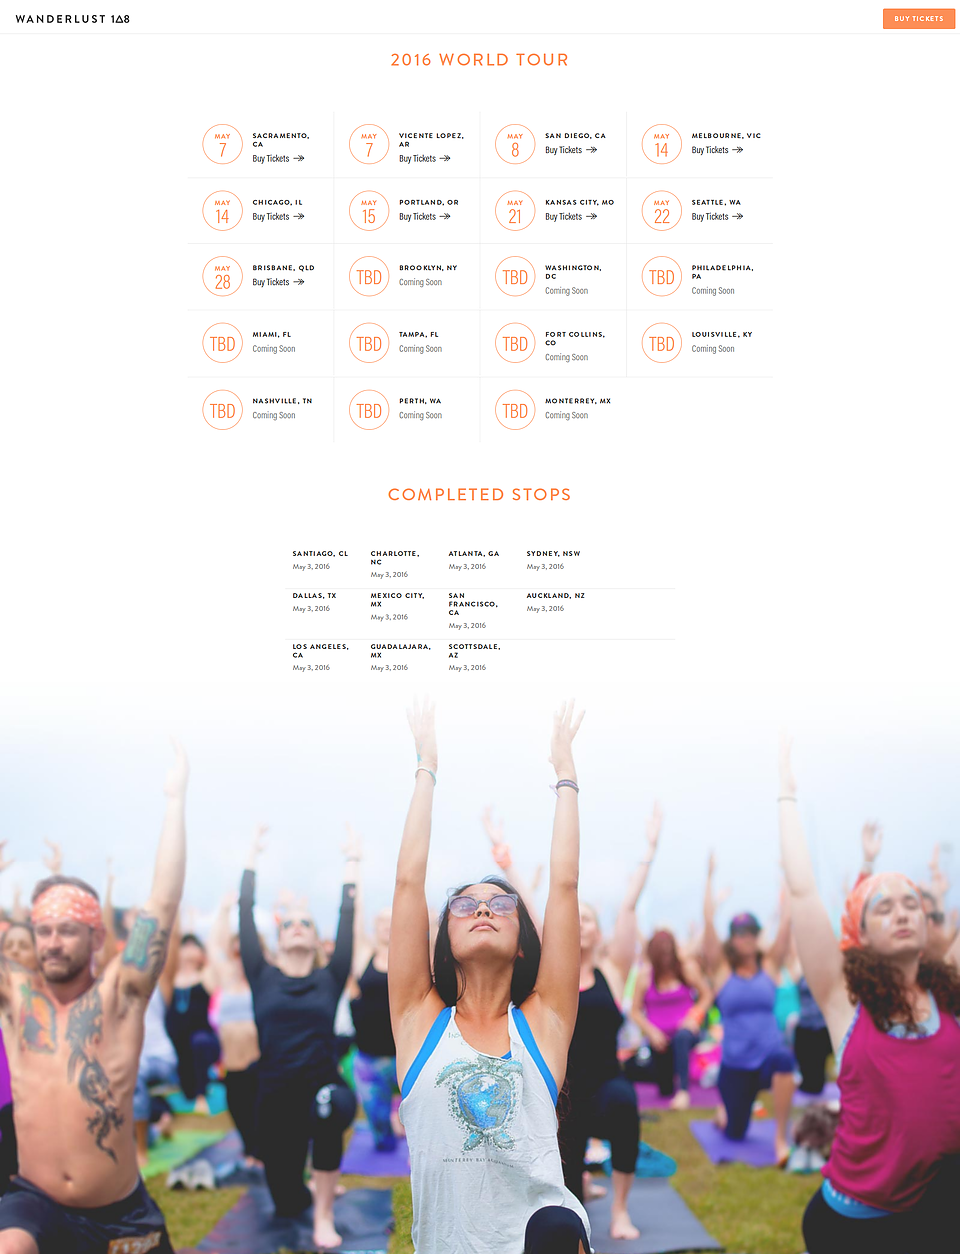 WANDERLUST 1∆8
BUY TICKETS
2016 WORLD TOUR
MAY
7
SACRAMENTO,
CA
Buy Tickets
MAY
7
VICENTE LOPEZ,
AR
Buy Tickets
MAY
8
SAN DIEGO, CA
Buy Tickets
MAY
14
MELBOURNE, VIC
Buy Tickets
MAY
14
CHICAGO, IL
Buy Tickets
MAY
15
PORTLAND, OR
Buy Tickets
MAY
21
KANSAS CITY, MO
Buy Tickets
MAY
22
SEATTLE, WA
Buy Tickets
MAY
28
BRISBANE, QLD
Buy Tickets
TBD
BROOKLYN, NY
Coming Soon
TBD
WASHINGTON,
DC
Coming Soon
TBD
PHILADELPHIA,
PA
Coming Soon
TBD
MIAMI, FL
Coming Soon
TBD
TAMPA, FL
Coming Soon
TBD
FORT COLLINS,
CO
Coming Soon
TBD
LOUISVILLE, KY
Coming Soon
TBD
NASHVILLE, TN
Coming Soon
TBD
PERTH, WA
Coming Soon
TBD
MONTERREY, MX
Coming Soon
COMPLETED STOPS
SANTIAGO, CL
May 3, 2016
CHARLOTTE,
NC
May 3, 2016
ATLANTA, GA
May 3, 2016
SYDNEY, NSW
May 3, 2016
DALLAS, TX
May 3, 2016
MEXICO CITY,
MX
May 3, 2016
SAN
FRANCISCO,
CA
May 3, 2016
AUCKLAND, NZ
May 3, 2016
LOS ANGELES,
CA
May 3, 2016
GUADALAJARA,
MX
May 3, 2016
SCOTTSDALE,
AZ
May 3, 2016
MONTEREY BAY